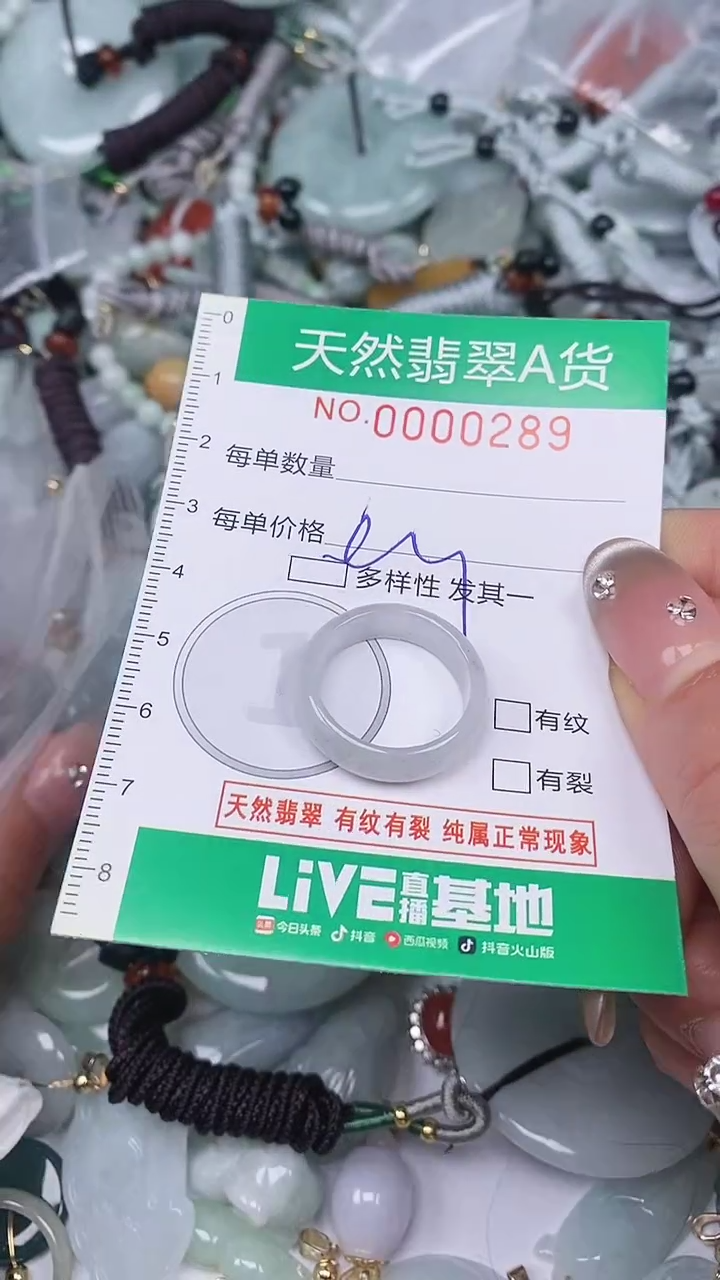 0
天然翡翠A货
1
NO.0000289
2
每单数量
3
每单价格
4
多样性 发其一
5
6
有纹
有裂
7
天然翡翠 有纹有裂 纯属正常现象
8
LiVE直播基地
头条 今日头条 抖音 西瓜视频 抖音火山版